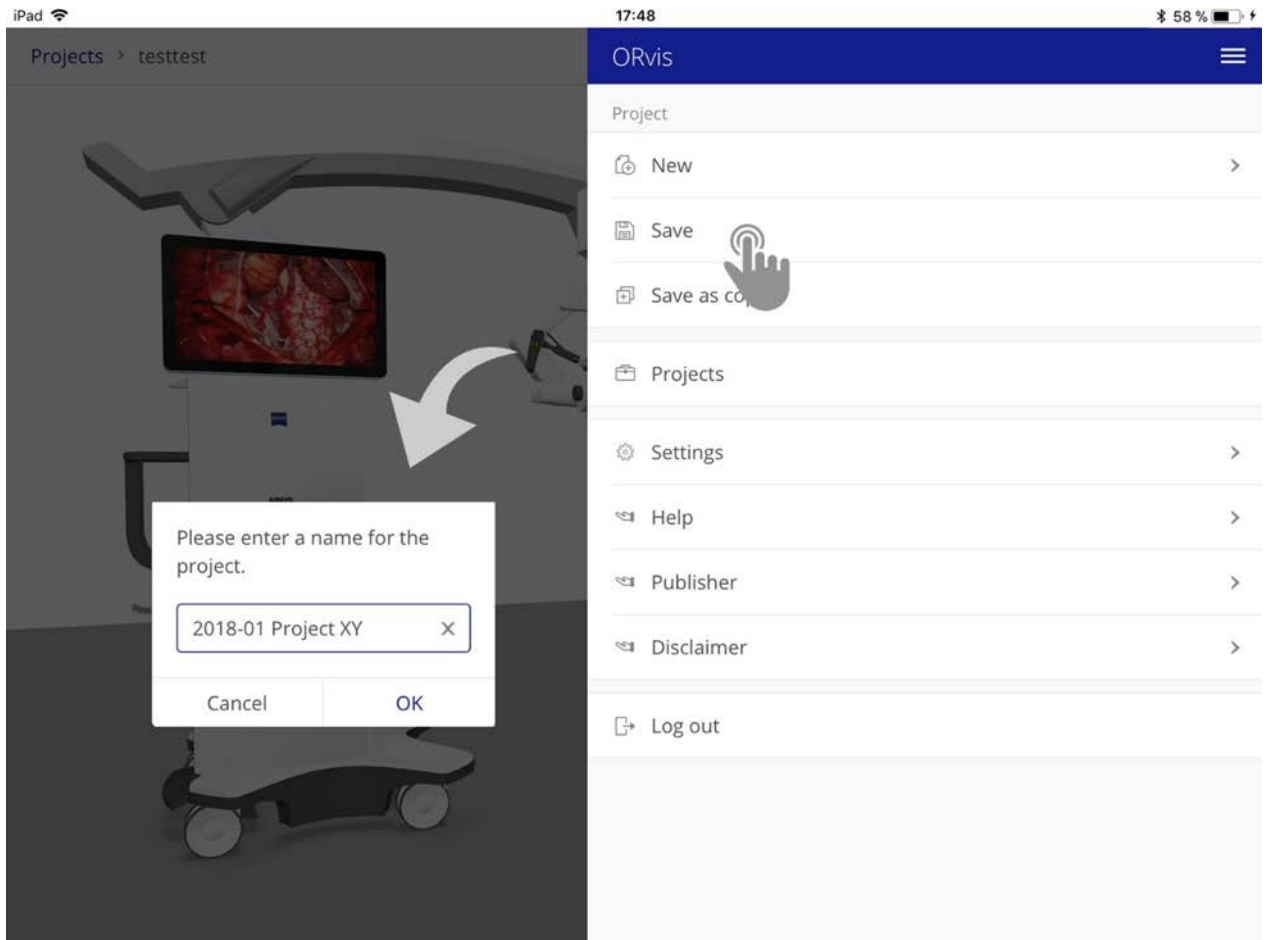 iPad
17:48
58 %
Projects > testtest
ORvis
Project
New
Save
Save as
Projects
Settings
Help
Publisher
Disclaimer
Log out
Please enter a name for the
project.
2018-01 Project XY
Cancel
OK